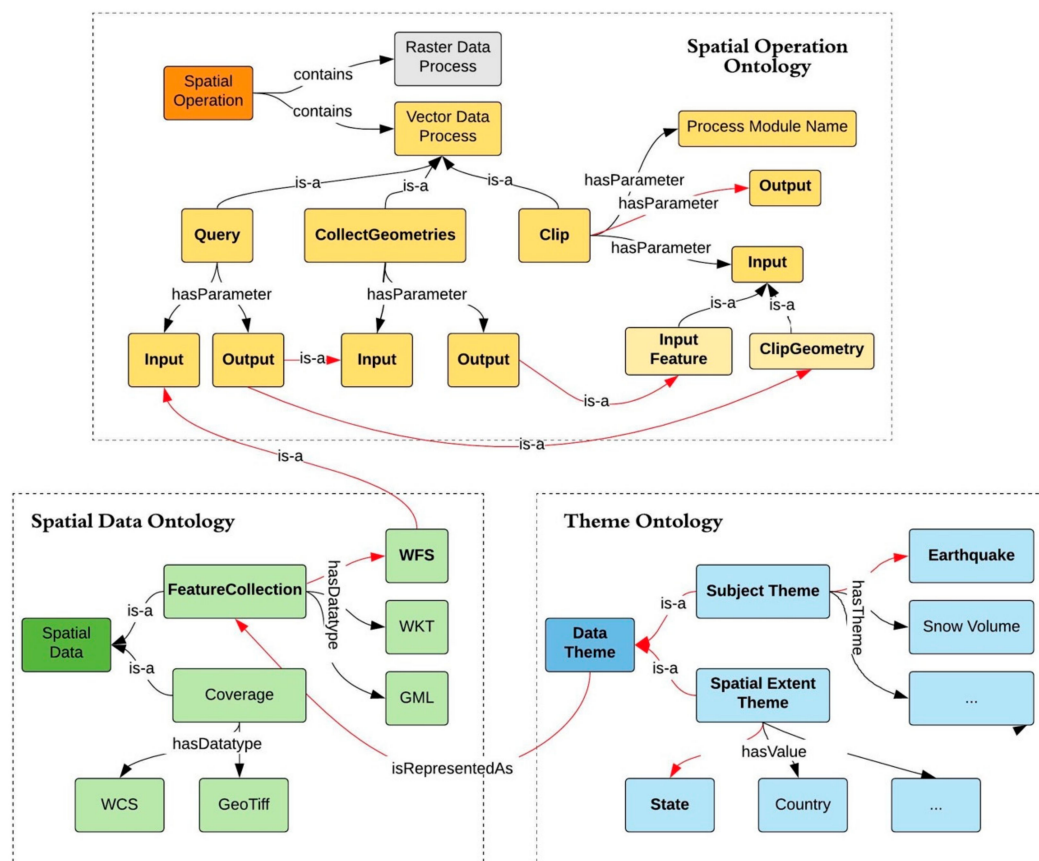 Spatial Operation
Ontology
Raster Data
Process
Spatial
Operation
contains
contains
Vector Data
Process
Process Module Name
is-a
is-a
is-a
hasParameter
Output
hasParameter
Query
CollectGeometries
Clip
hasParameter
Input
hasParameter
hasParameter
is-a
is-a
Input
Output
is-a
Input
Output
Input
Feature
ClipGeometry
is-a
is-a
is-a
Spatial Data Ontology
WFS
FeatureCollection
hasDatatype
is-a
WKT
Spatial
Data
is-a
Coverage
GML
hasDatatype
WCS
GeoTiff
isRepresentedAs
Theme Ontology
Earthquake
Subject Theme
is-a
hasTheme
Snow Volume
Data
Theme
is-a
Spatial Extent
Theme
...
hasValue
State
Country
...